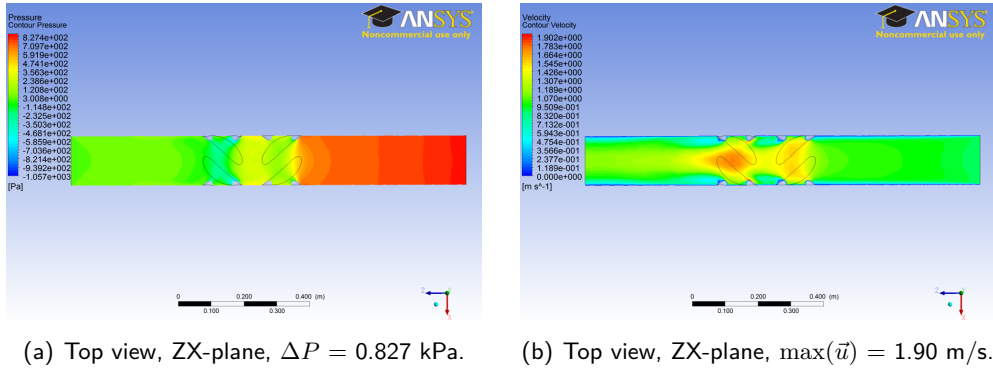 Pressure
Contour Pressure
8.274e+002
7.097e+002
5.919e+002
4.741e+002
3.563e+002
2.386e+002
1.208e+002
3.008e+000
-1.148e+002
-2.325e+002
-3.503e+002
-4.681e+002
-5.859e+002
-7.036e+002
-8.214e+002
-9.392e+002
-1.057e+003
[Pa]
ANSYS
Noncommercial use only
0 0.200 0.400 (m)
0.100 0.300
Z
X
Velocity
Contour Velocity
1.902e+000
1.783e+000
1.664e+000
1.545e+000
1.426e+000
1.307e+000
1.189e+000
1.070e+000
9.509e-001
8.320e-001
7.132e-001
5.943e-001
4.754e-001
3.566e-001
2.377e-001
1.189e-001
0.000e+000
[m s^-1]
ANSYS
Noncommercial use only
0 0.200 0.400 (m)
0.100 0.300
Z
X
(a) Top view, ZX-plane, ΔP = 0.827 kPa.
(b) Top view, ZX-plane, max(u⃗) = 1.90 m/s.